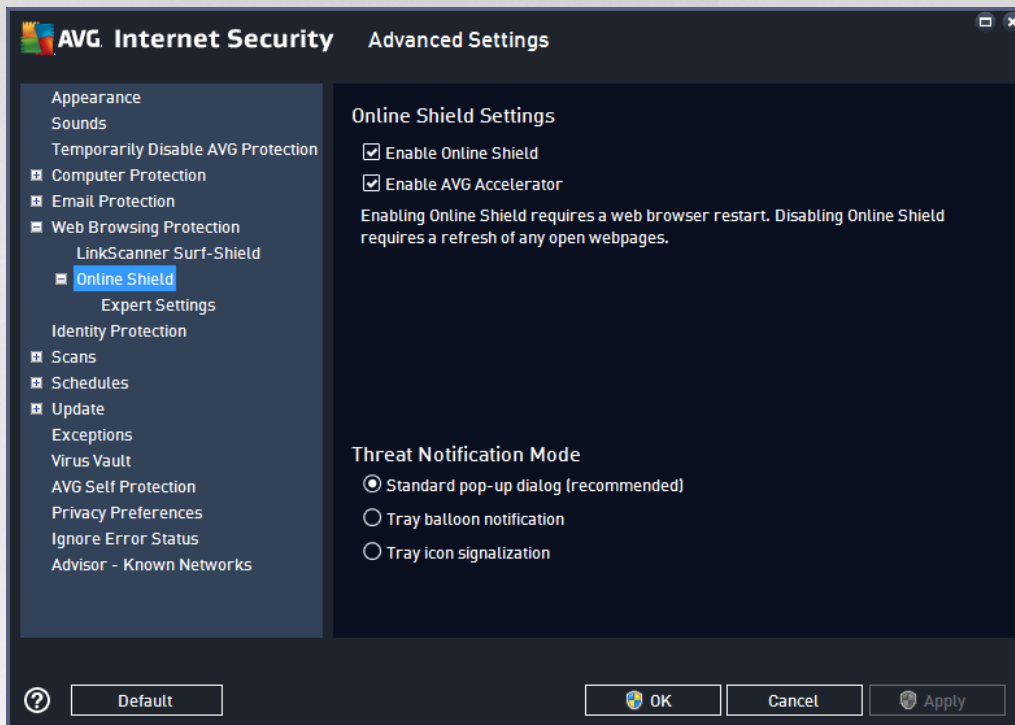 AVG. Internet Security Advanced Settings
Appearance
Sounds
Temporarily Disable AVG Protection
Computer Protection
Email Protection
Web Browsing Protection
LinkScanner Surf-Shield
Online Shield
Expert Settings
Identity Protection
Scans
Schedules
Update
Exceptions
Virus Vault
AVG Self Protection
Privacy Preferences
Ignore Error Status
Advisor - Known Networks
Online Shield Settings
Enable Online Shield
Enable AVG Accelerator
Enabling Online Shield requires a web browser restart. Disabling Online Shield
requires a refresh of any open webpages.
Threat Notification Mode
Standard pop-up dialog (recommended)
Tray balloon notification
Tray icon signalization
? Default OK Cancel Apply